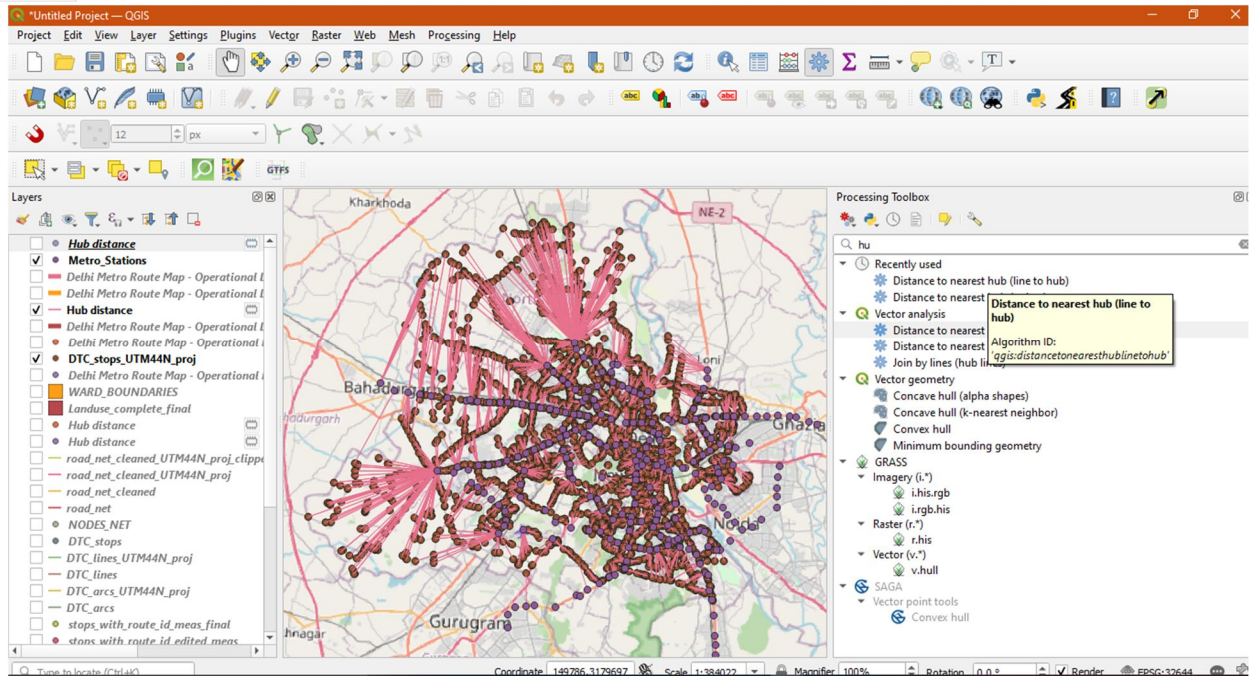 *Untitled Project — QGIS
Project Edit View Layer Settings Plugins Vector Raster Web Mesh Processing Help
12 px
GTFS
Layers
Hub distance
Metro_Stations
Delhi Metro Route Map - Operational
Delhi Metro Route Map - Operational
Hub distance
Delhi Metro Route Map - Operational
Delhi Metro Route Map - Operational
DTC_stops_UTM44N_proj
Delhi Metro Route Map - Operational
WARD_BOUNDARIES
Landuse_complete_final
Hub distance
Hub distance
road_net_cleaned_UTM44N_proj_clippe
road_net_cleaned_UTM44N_proj
road_net_cleaned
road_net
NODES_NET
DTC_stops
DTC_lines_UTM44N_proj
DTC_lines
DTC_arcs_UTM44N_proj
DTC_arcs
stops_with_route_id_meas_final
stops_with_route_id_edited_meas
Kharkhoda
NE-2
Loni
Bahadurgarh
hadurgarh
Ghazia
Noida
Gurugram
hnagar
Processing Toolbox
hu
Recently used
Distance to nearest hub (line to hub)
Distance to nearest
Vector analysis
Distance to nearest
Distance to nearest
Join by lines (hub lines)
Distance to nearest hub (line to
hub)
Algorithm ID:
'qgis:distancetonearesthublinetohub'
Vector geometry
Concave hull (alpha shapes)
Concave hull (k-nearest neighbor)
Convex hull
Minimum bounding geometry
GRASS
Imagery (i.*)
i.his.rgb
i.rgb.his
Raster (r.*)
r.his
Vector (v.*)
v.hull
SAGA
Vector point tools
Convex hull
Type to locate (Ctrl+K) Coordinate 149786,3179697 Scale 1:384022 Magnifier 100% Rotation 0.0 ° Render EPSG:32644